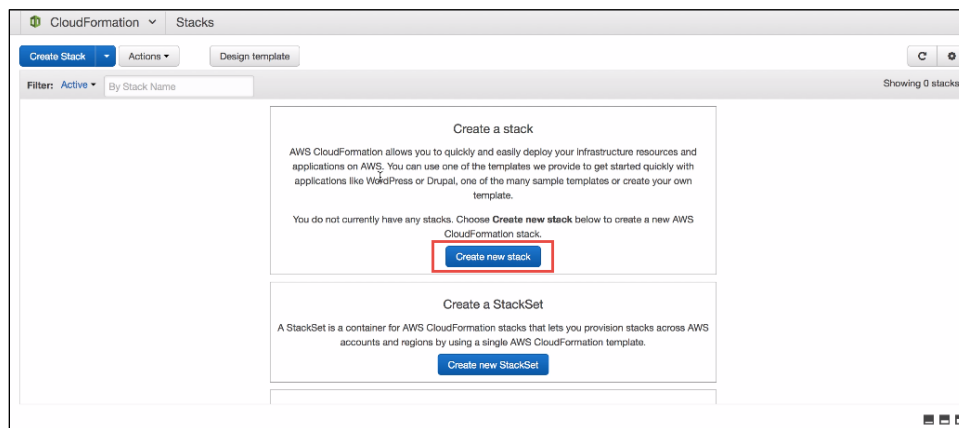 CloudFormation Stacks
Create Stack Actions Design template
Filter: Active By Stack Name Showing 0 stacks
Create a stack
AWS CloudFormation allows you to quickly and easily deploy your infrastructure resources and
applications on AWS. You can use one of the templates we provide to get started quickly with
applications like WordPress or Drupal, one of the many sample templates or create your own
template.
You do not currently have any stacks. Choose Create new stack below to create a new AWS
CloudFormation stack.
Create new stack
Create a StackSet
A StackSet is a container for AWS CloudFormation stacks that lets you provision stacks across AWS
accounts and regions by using a single AWS CloudFormation template.
Create new StackSet